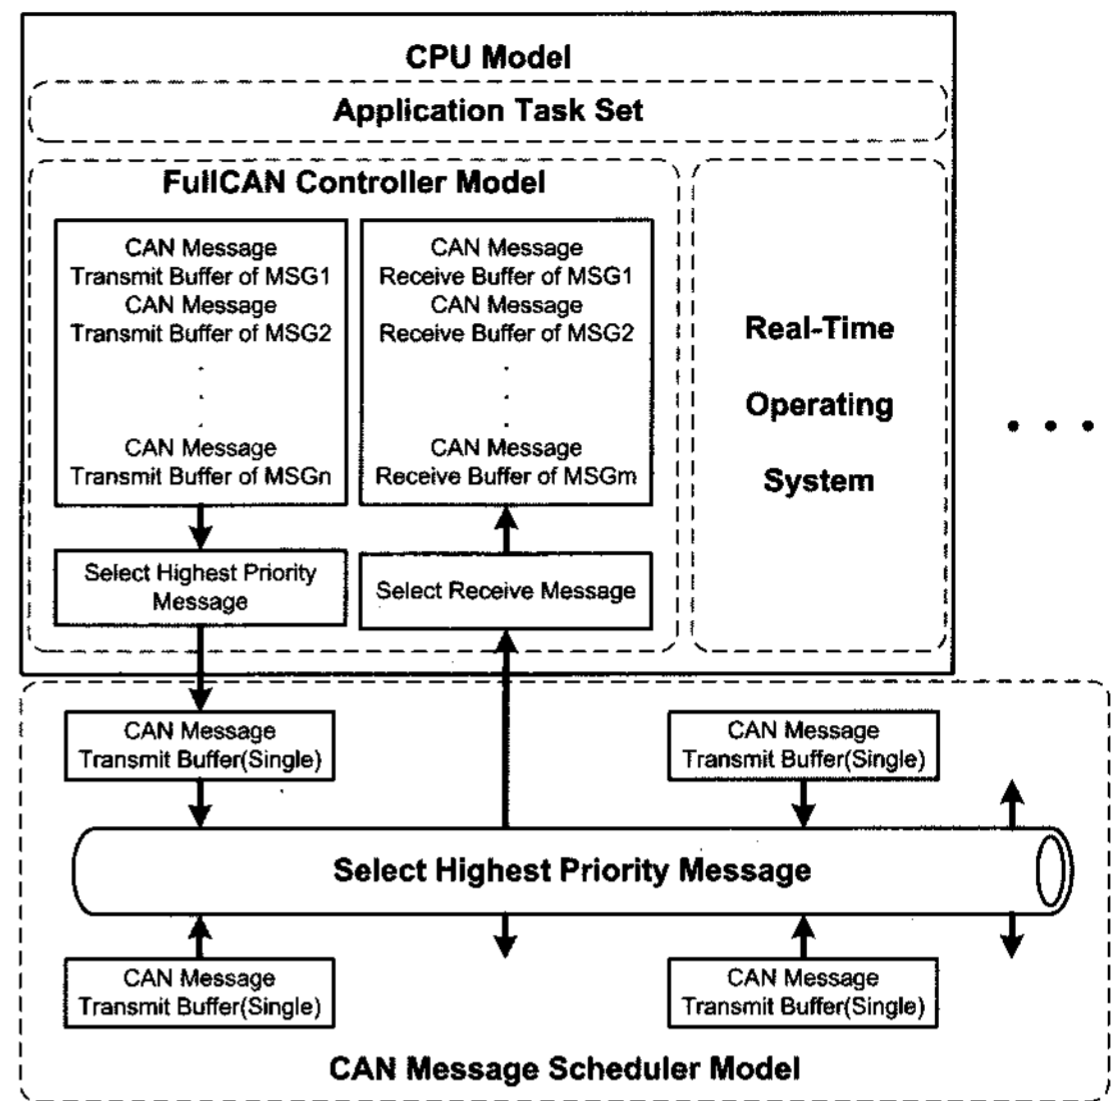 CPU Model
Application Task Set
FullCAN Controller Model
CAN Message
Transmit Buffer of MSG1
CAN Message
Transmit Buffer of MSG2
.
.
.
CAN Message
Transmit Buffer of MSGn
CAN Message
Receive Buffer of MSG1
CAN Message
Receive Buffer of MSG2
.
.
.
CAN Message
Receive Buffer of MSGm
Real-Time
Operating
System
. . .
Select Highest Priority
Message
Select Receive Message
CAN Message
Transmit Buffer(Single)
CAN Message
Transmit Buffer(Single)
Select Highest Priority Message
CAN Message
Transmit Buffer(Single)
CAN Message
Transmit Buffer(Single)
CAN Message Scheduler Model